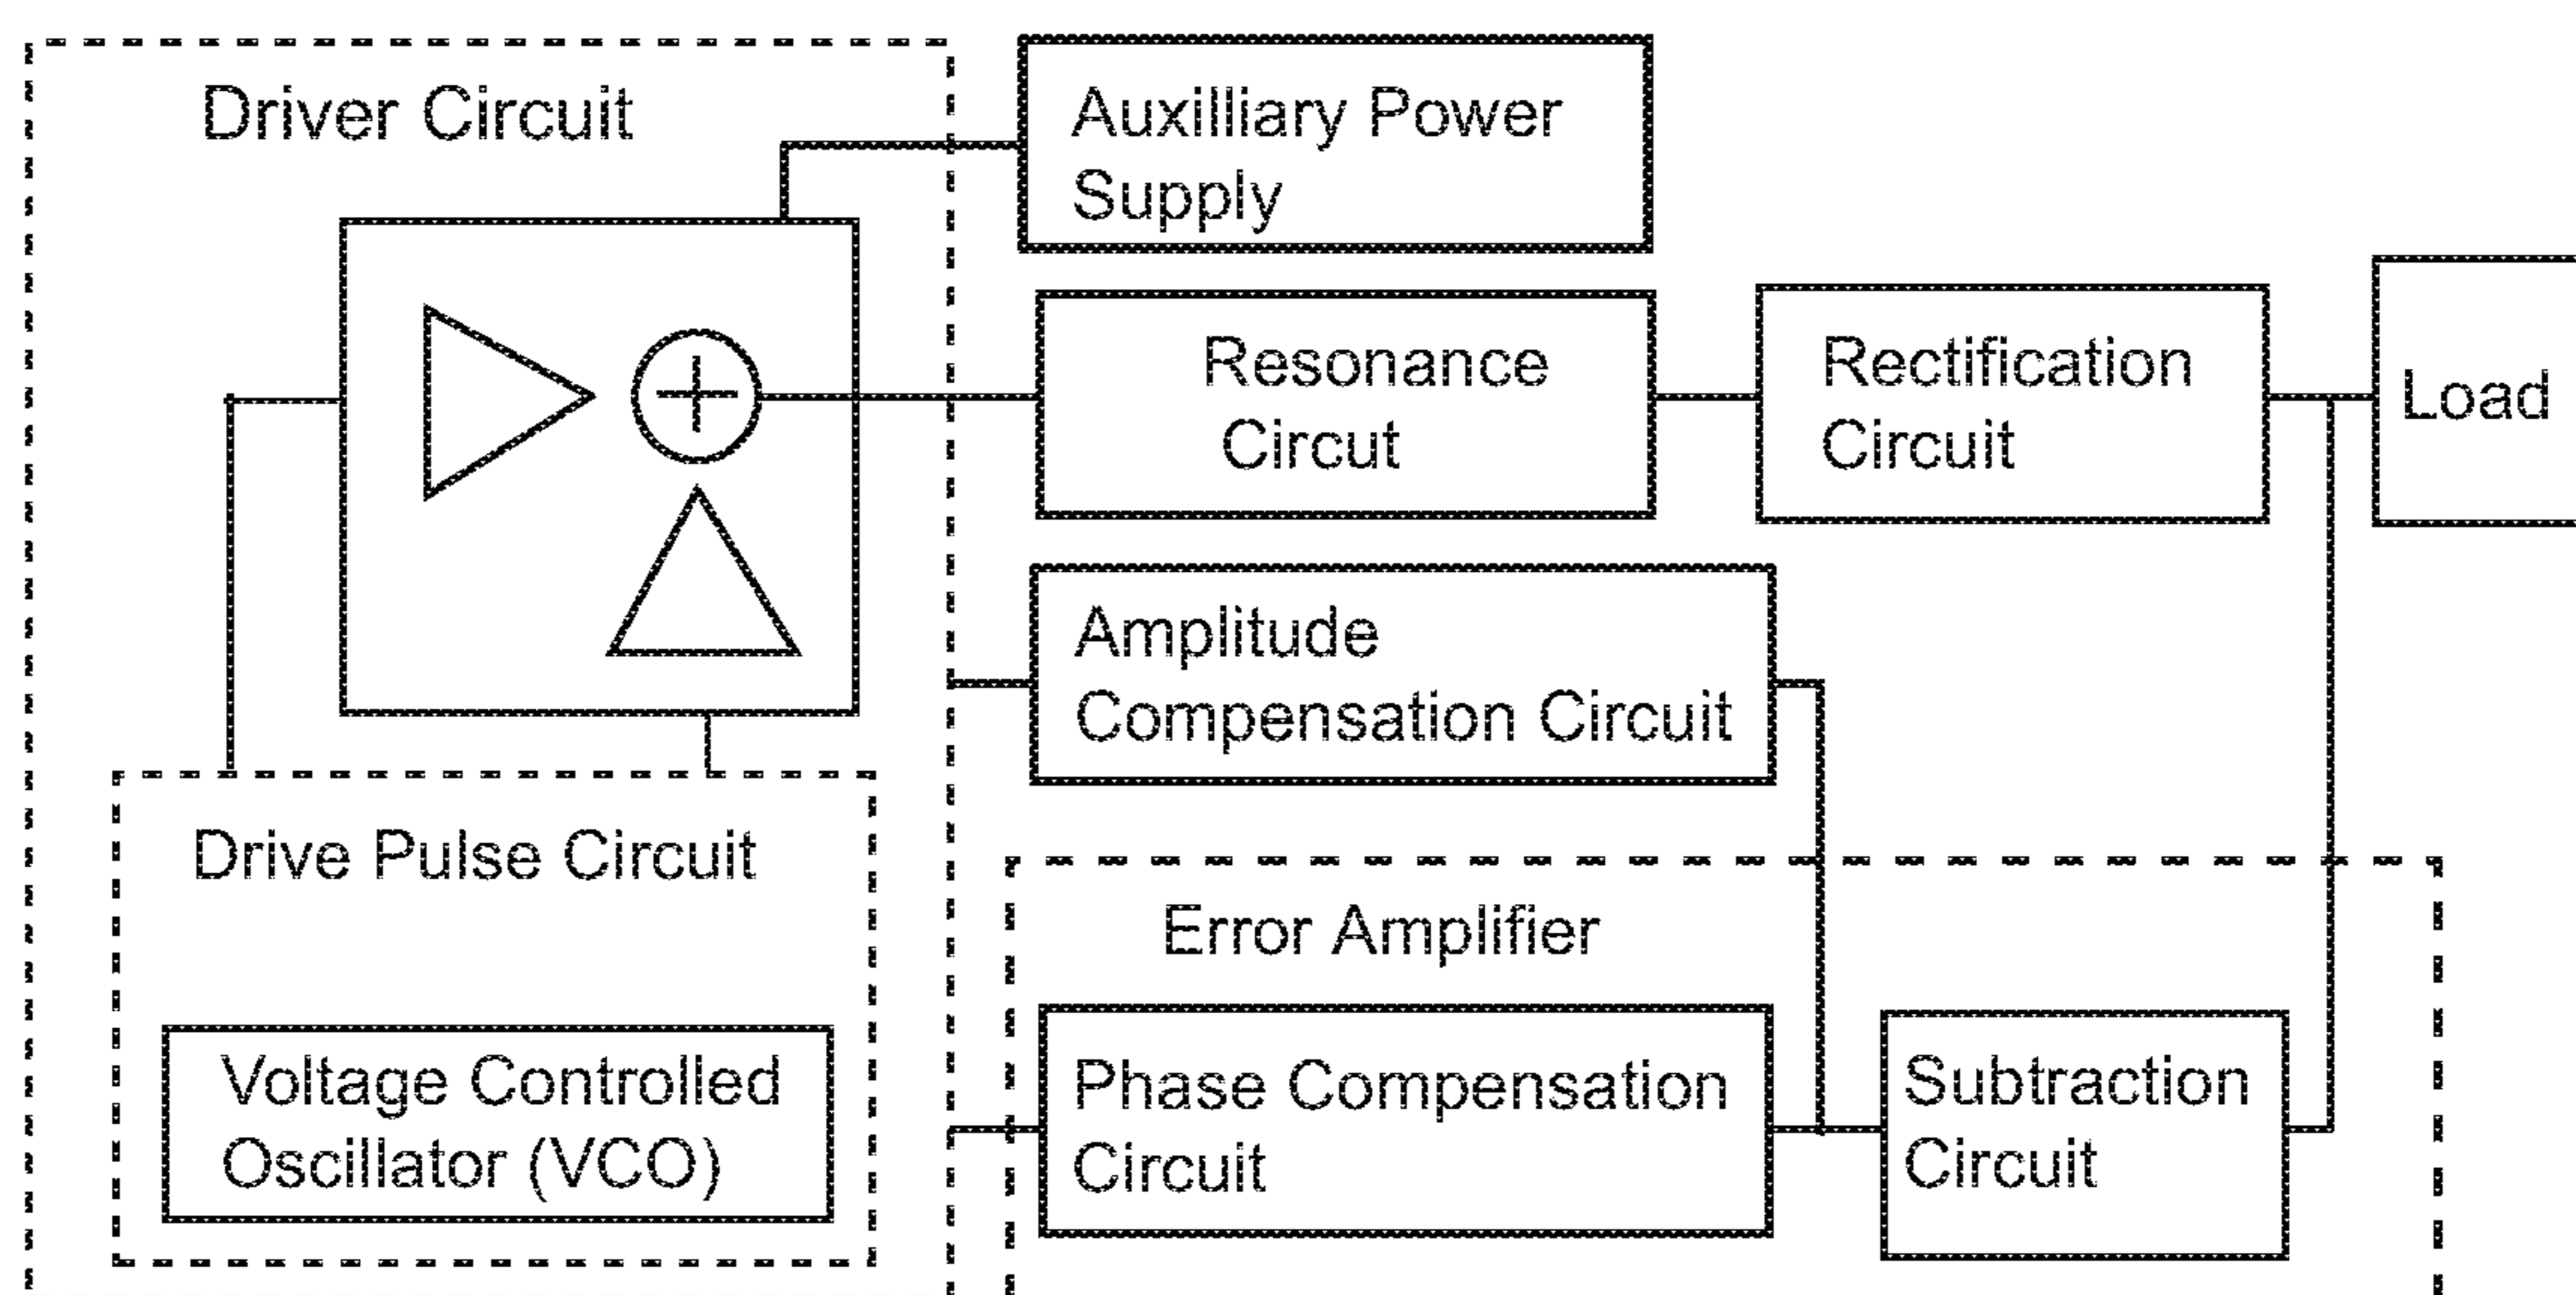 Driver Circuit
Auxilliary Power
Supply
Resonance
Circut
Rectification
Circuit
Load
Amplitude
Compensation Circuit
Drive Pulse Circuit
Error Amplifier
Voltage Controlled
Oscillator (VCO)
Phase Compensation
Circuit
Subtraction
Circuit